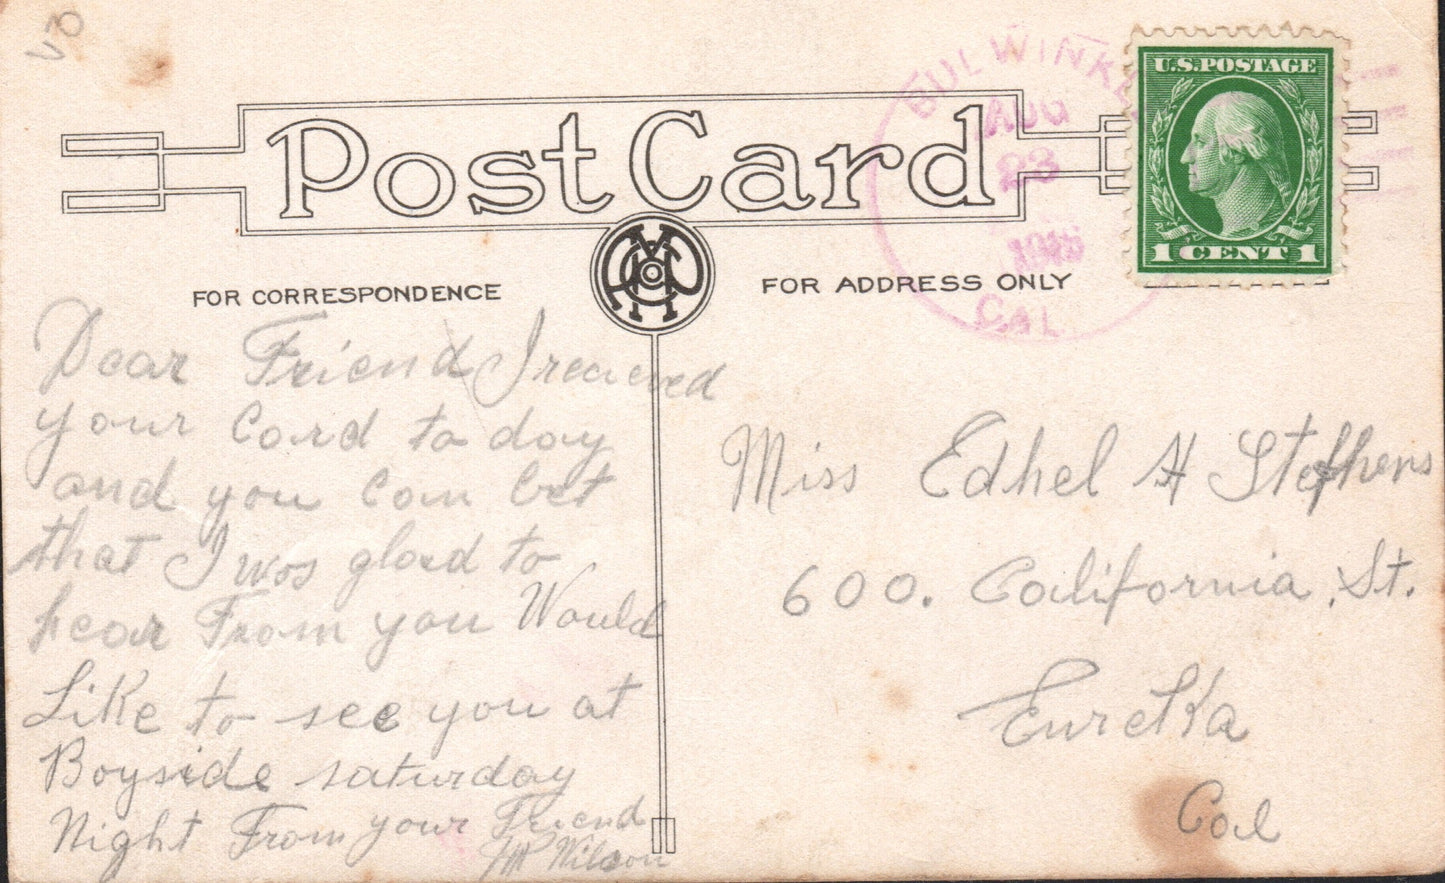 Post Card
FOR CORRESPONDENCE
FOR ADDRESS ONLY
BULWINKLE
AUG
23
CAL
U.S. POSTAGE
1 CENT 1
Dear Friend I recieved
your Card to day
and you Can bet
that I was glad to
hear From you Would
Like to see you at
Bayside saturday
Night From your Friend
Wilson
Miss Edhel H Stephens
600. California. St.
Eureka
Cal